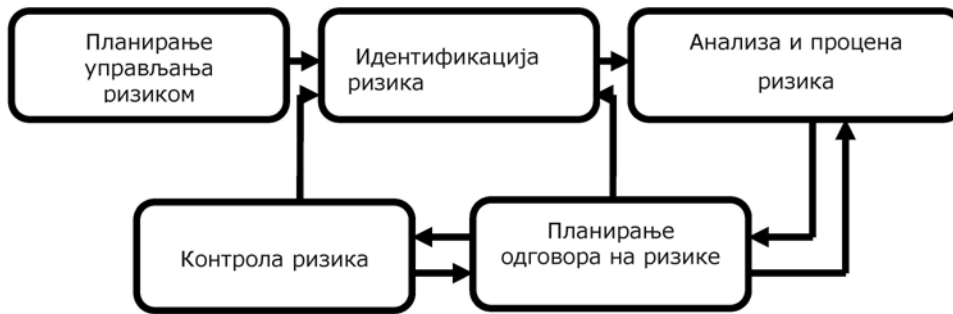 Планирање
управљања
ризиком
Идентификација
ризика
Анализа и процена
ризика
Контрола ризика
Планирање
одговора на ризике